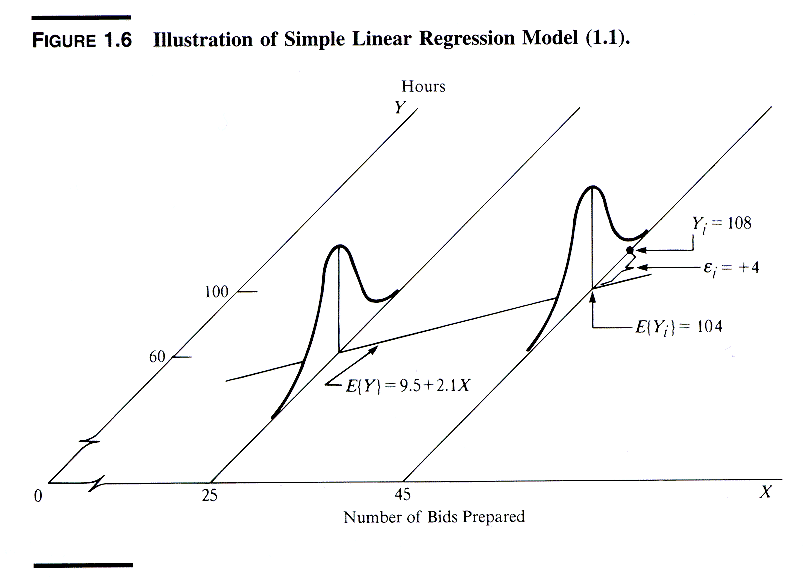 FIGURE 1.6 Illustration of Simple Linear Regression Model (1.1).
Hours
Y
Yi = 108
εi = +4
100
E{Yi} = 104
60
E{Y} = 9.5+2.1X
0
25
45
X
Number of Bids Prepared